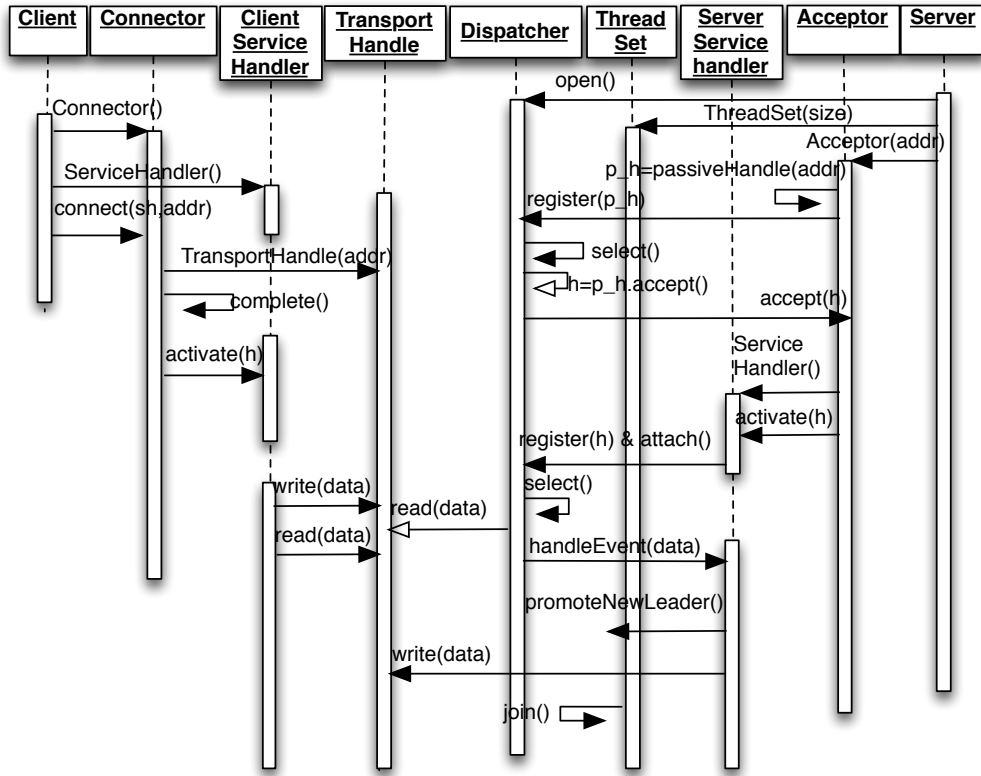 Client
Connector
Client
Service
Handler
Transport
Handle
Dispatcher
Thread
Set
Server
Service
handler
Acceptor
Server
open()
Connector()
ThreadSet(size)
Acceptor(addr)
ServiceHandler()
p_h=passiveHandle(addr)
connect(sh,addr)
register(p_h)
TransportHandle(addr)
select()
h=p_h.accept()
complete()
accept(h)
activate(h)
Service
Handler()
activate(h)
register(h) & attach()
write(data)
select()
read(data)
read(data)
handleEvent(data)
promoteNewLeader()
write(data)
join()